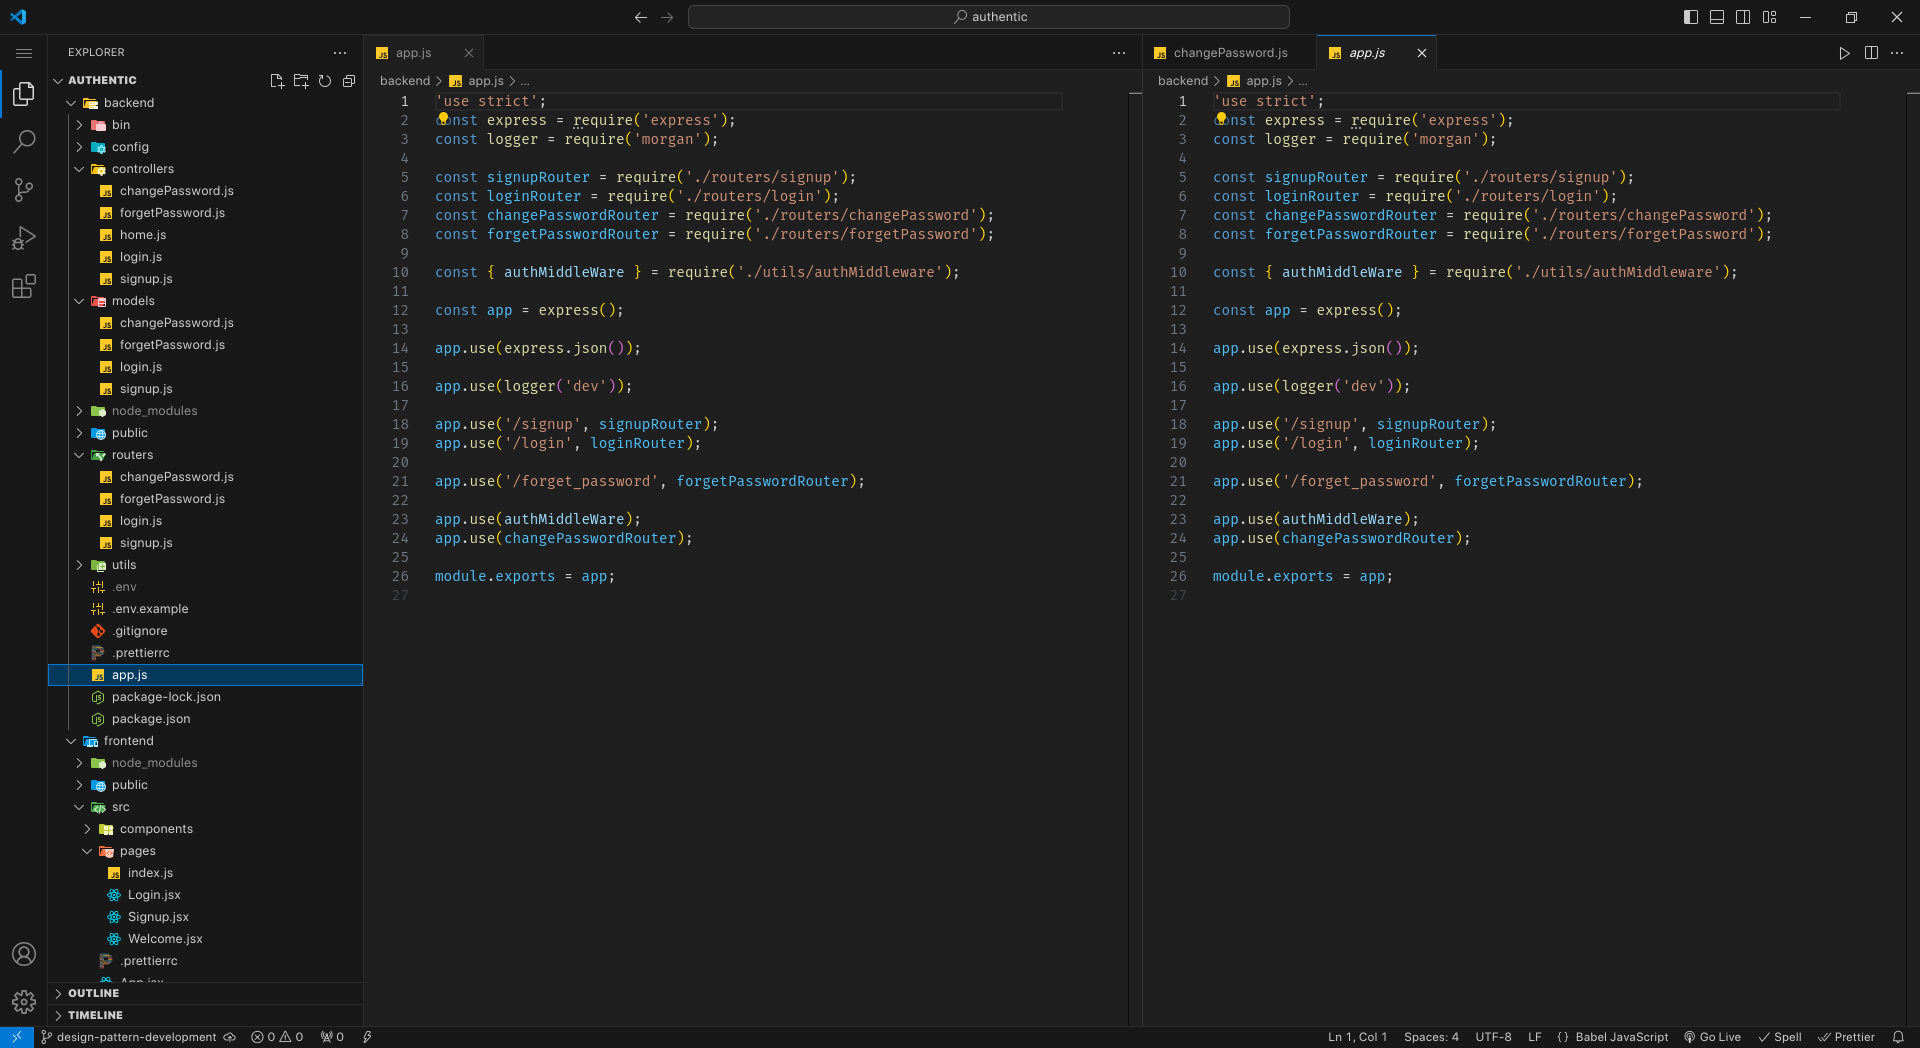 authentic
EXPLORER
AUTHENTIC
backend
bin
config
controllers
changePassword.js
forgetPassword.js
home.js
login.js
signup.js
models
changePassword.js
forgetPassword.js
login.js
signup.js
node_modules
public
routers
changePassword.js
forgetPassword.js
login.js
signup.js
utils
.env
.env.example
.gitignore
.prettierrc
app.js
package-lock.json
package.json
frontend
node_modules
public
src
components
pages
index.js
Login.jsx
Signup.jsx
Welcome.jsx
.prettierrc
App.jsx
OUTLINE
TIMELINE
app.js
backend > app.js > ...
1 'use strict';
2 const express = require('express');
3 const logger = require('morgan');
4
5 const signupRouter = require('./routers/signup');
6 const loginRouter = require('./routers/login');
7 const changePasswordRouter = require('./routers/changePassword');
8 const forgetPasswordRouter = require('./routers/forgetPassword');
9
10 const { authMiddleWare } = require('./utils/authMiddleware');
11
12 const app = express();
13
14 app.use(express.json());
15
16 app.use(logger('dev'));
17
18 app.use('/signup', signupRouter);
19 app.use('/login', loginRouter);
20
21 app.use('/forget_password', forgetPasswordRouter);
22
23 app.use(authMiddleWare);
24 app.use(changePasswordRouter);
25
26 module.exports = app;
27
changePassword.js app.js
backend > app.js > ...
1 'use strict';
2 const express = require('express');
3 const logger = require('morgan');
4
5 const signupRouter = require('./routers/signup');
6 const loginRouter = require('./routers/login');
7 const changePasswordRouter = require('./routers/changePassword');
8 const forgetPasswordRouter = require('./routers/forgetPassword');
9
10 const { authMiddleWare } = require('./utils/authMiddleware');
11
12 const app = express();
13
14 app.use(express.json());
15
16 app.use(logger('dev'));
17
18 app.use('/signup', signupRouter);
19 app.use('/login', loginRouter);
20
21 app.use('/forget_password', forgetPasswordRouter);
22
23 app.use(authMiddleWare);
24 app.use(changePasswordRouter);
25
26 module.exports = app;
27
design-pattern-development 0 0 0 Ln 1, Col 1 Spaces: 4 UTF-8 LF {} Babel JavaScript Go Live Spell Prettier